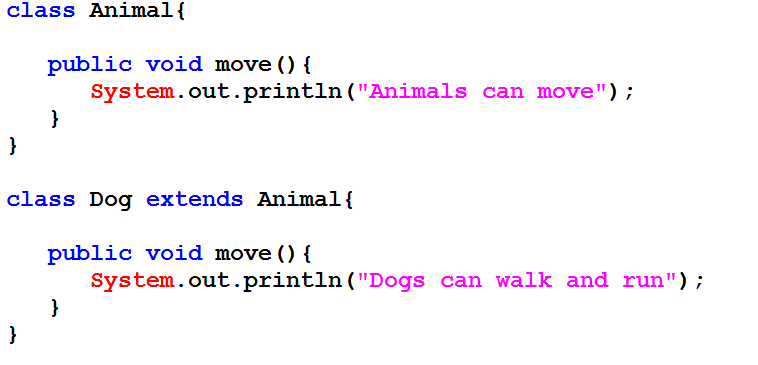 class Animal{
public void move(){
System.out.println("Animals can move");
}
}
class Dog extends Animal{
public void move(){
System.out.println("Dogs can walk and run");
}
}